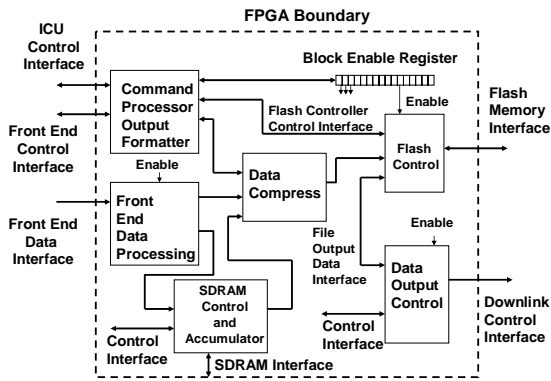 FPGA Boundary
ICU
Control
Interface
Block Enable Register
Command
Processor
Output
Formatter
Flash Controller
Control Interface
Enable
Flash
Memory
Interface
Front End
Control
Interface
Flash
Control
Enable
Data
Compress
Front
End
Data
Processing
Front End
Data
Interface
File
Output
Data
Interface
Enable
Data
Output
Control
SDRAM
Control
and
Accumulator
Downlink
Control
Interface
Control
Interface
Control
Interface
SDRAM Interface